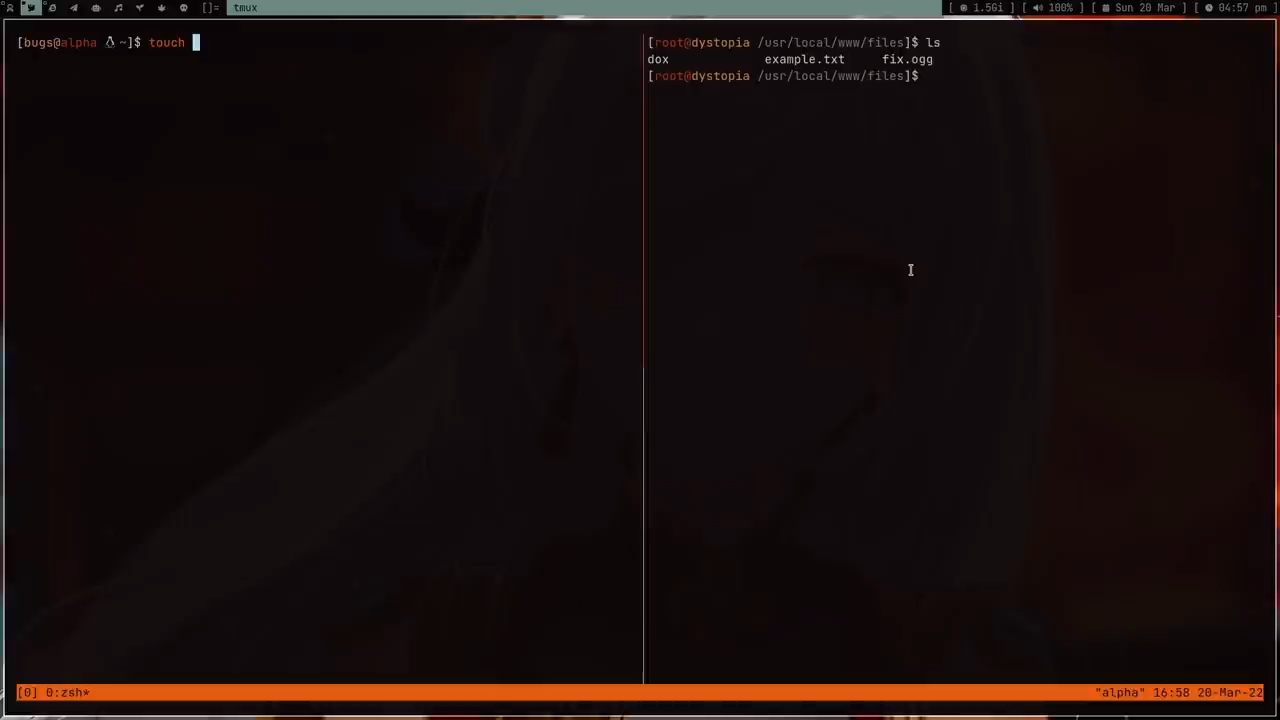 []= tmux [ 1.5Gi ] [ 100% ] [ Sun 20 Mar ] [ 04:57 pm ]
[bugs@alpha ~]$ touch
[root@dystopia /usr/local/www/files]$ ls
dox example.txt fix.ogg
[root@dystopia /usr/local/www/files]$
[0] 0:zsh* "alpha" 16:58 20-Mar-22